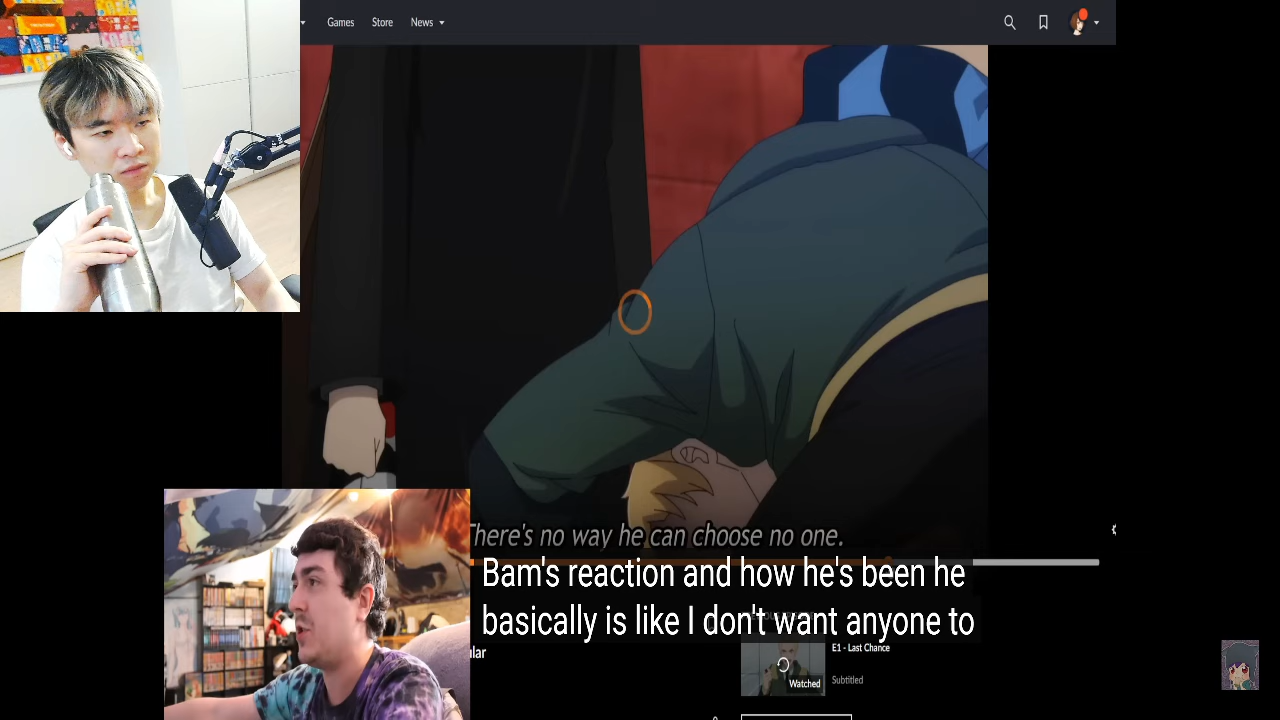 Games Store News
There's no way he can choose no one.
Bam's reaction and how he's been he
basically is like I don't want anyone to
E1 - Last Chance
Watched
Subtitled